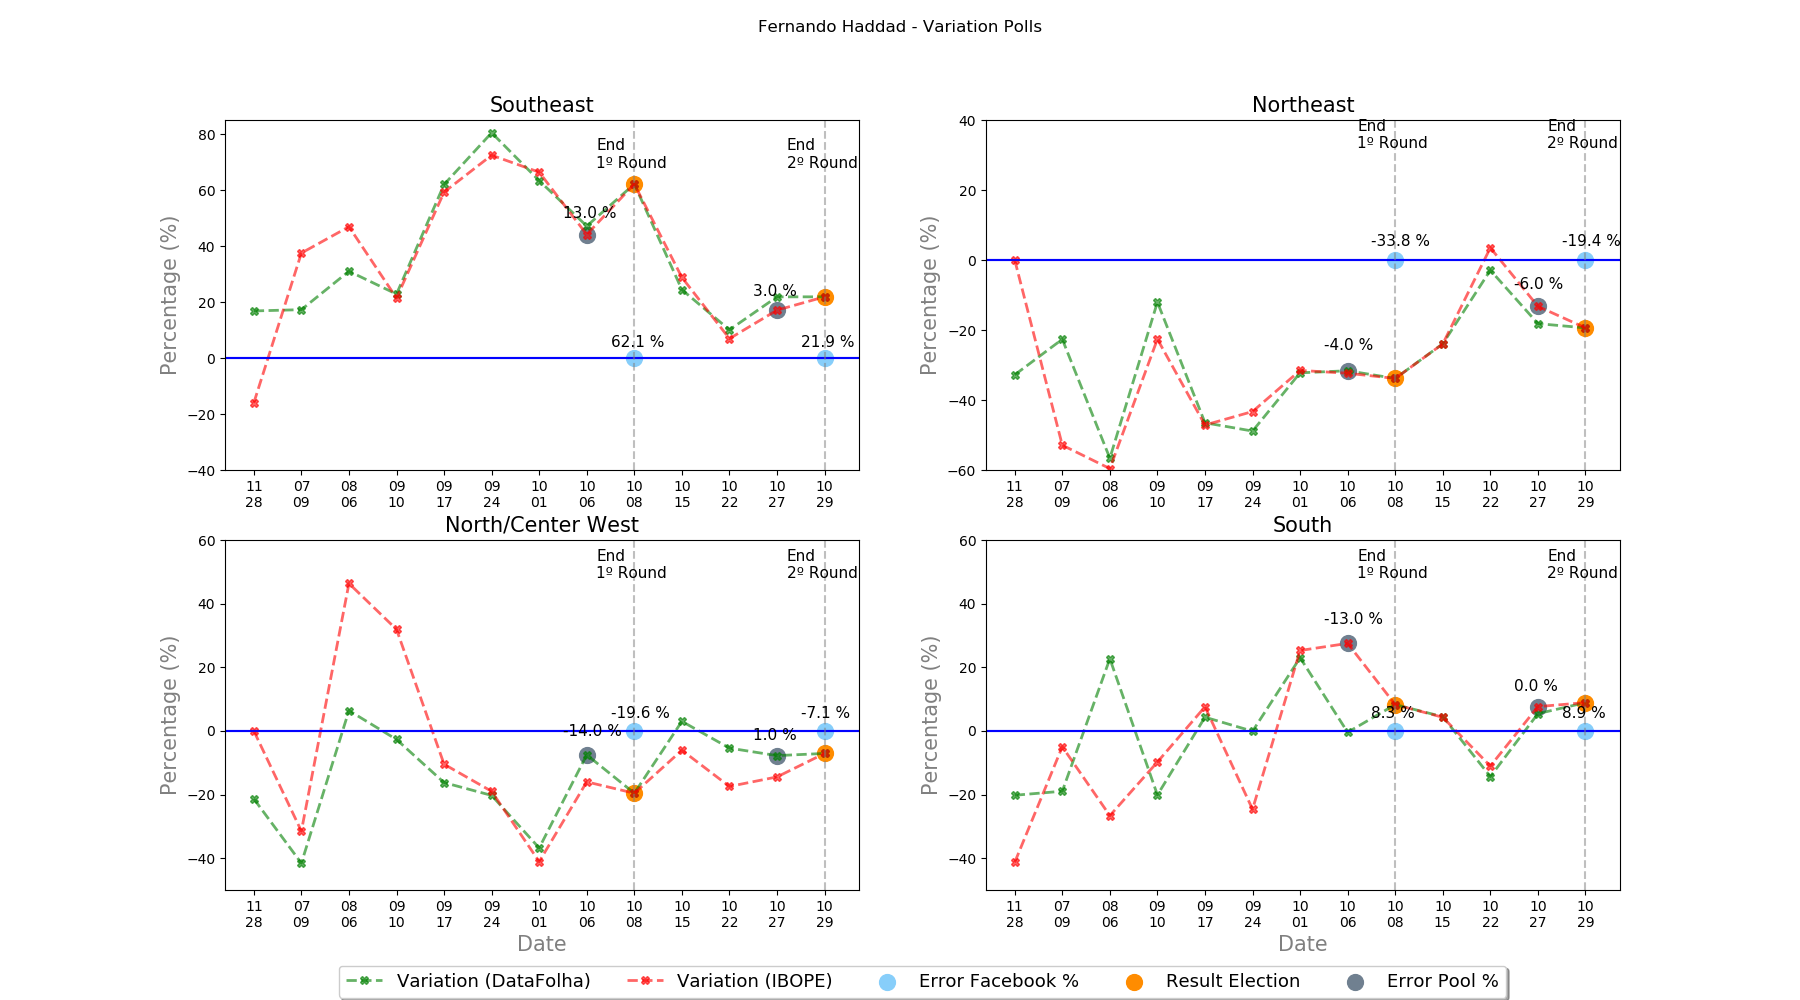 Fernando Haddad - Variation Polls
Southeast
Percentage (%)
80
60
40
20
0
−20
−40
End
1º Round
End
2º Round
13.0 %
3.0 %
62.1 %
21.9 %
11 07 08 09 09 09 10 10 10 10 10 10 10
28 09 06 10 17 24 01 06 08 15 22 27 29
Northeast
Percentage (%)
40
20
0
−20
−40
−60
End
1º Round
End
2º Round
-33.8 %
-19.4 %
-6.0 %
-4.0 %
11 07 08 09 09 09 10 10 10 10 10 10 10
28 09 06 10 17 24 01 06 08 15 22 27 29
North/Center West
Percentage (%)
60
40
20
0
−20
−40
End
1º Round
End
2º Round
-19.6 %
-7.1 %
-14.0 %
1.0 %
11 07 08 09 09 09 10 10 10 10 10 10 10
28 09 06 10 17 24 01 06 08 15 22 27 29
Date
South
Percentage (%)
60
40
20
0
−20
−40
End
1º Round
End
2º Round
-13.0 %
0.0 %
8.3 %
8.9 %
11 07 08 09 09 09 10 10 10 10 10 10 10
28 09 06 10 17 24 01 06 08 15 22 27 29
Date
Variation (DataFolha) Variation (IBOPE) Error Facebook % Result Election Error Pool %